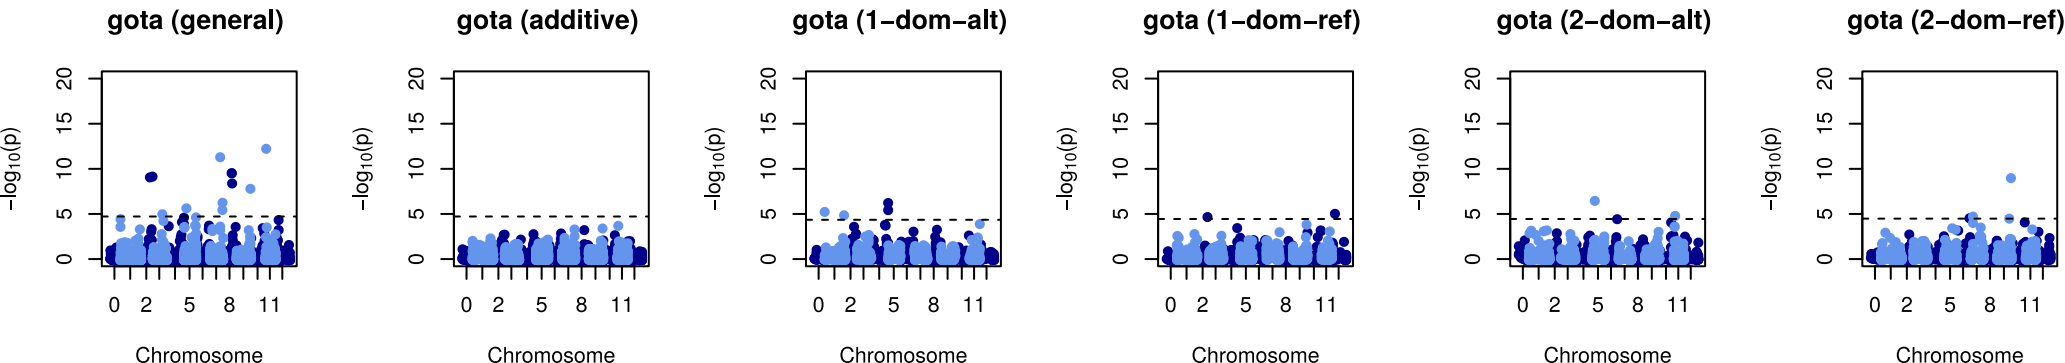 gota (general)
−log10(p)
20
15
10
5
0
0 2 5 8 11
Chromosome
gota (additive)
−log10(p)
20
15
10
5
0
0 2 5 8 11
Chromosome
gota (1−dom−alt)
−log10(p)
20
15
10
5
0
0 2 5 8 11
Chromosome
gota (1−dom−ref)
−log10(p)
20
15
10
5
0
0 2 5 8 11
Chromosome
gota (2−dom−alt)
−log10(p)
20
15
10
5
0
0 2 5 8 11
Chromosome
gota (2−dom−ref)
−log10(p)
20
15
10
5
0
0 2 5 8 11
Chromosome